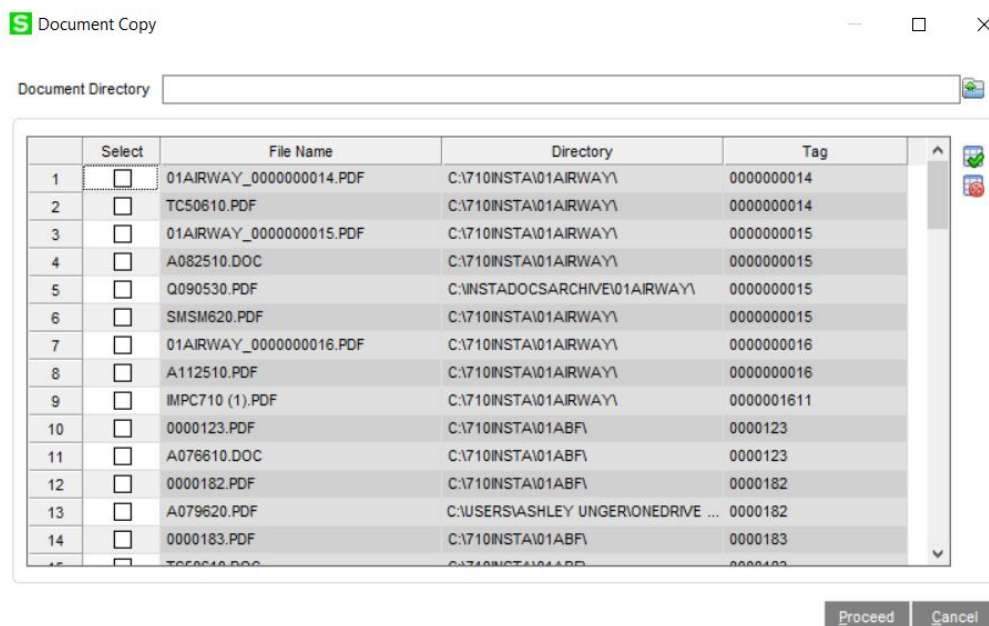 S Document Copy
Document Directory
Select File Name Directory Tag
1 01AIRWAY_0000000014.PDF C:\710INSTA\01AIRWAY\ 0000000014
2 TC50610.PDF C:\710INSTA\01AIRWAY\ 0000000014
3 01AIRWAY_0000000015.PDF C:\710INSTA\01AIRWAY\ 0000000015
4 A082510.DOC C:\710INSTA\01AIRWAY\ 0000000015
5 Q090530.PDF C:\INSTADOCSARCHIVE\01AIRWAY\ 0000000015
6 SMSM620.PDF C:\710INSTA\01AIRWAY\ 0000000015
7 01AIRWAY_0000000016.PDF C:\710INSTA\01AIRWAY\ 0000000016
8 A112510.PDF C:\710INSTA\01AIRWAY\ 0000000016
9 IMPC710 (1).PDF C:\710INSTA\01AIRWAY\ 0000001611
10 0000123.PDF C:\710INSTA\01ABF\ 0000123
11 A076610.DOC C:\710INSTA\01ABF\ 0000123
12 0000182.PDF C:\710INSTA\01ABF\ 0000182
13 A079620.PDF C:\USERS\ASHLEY UNGER\ONEDRIVE ... 0000182
14 0000183.PDF C:\710INSTA\01ABF\ 0000183
Proceed Cancel